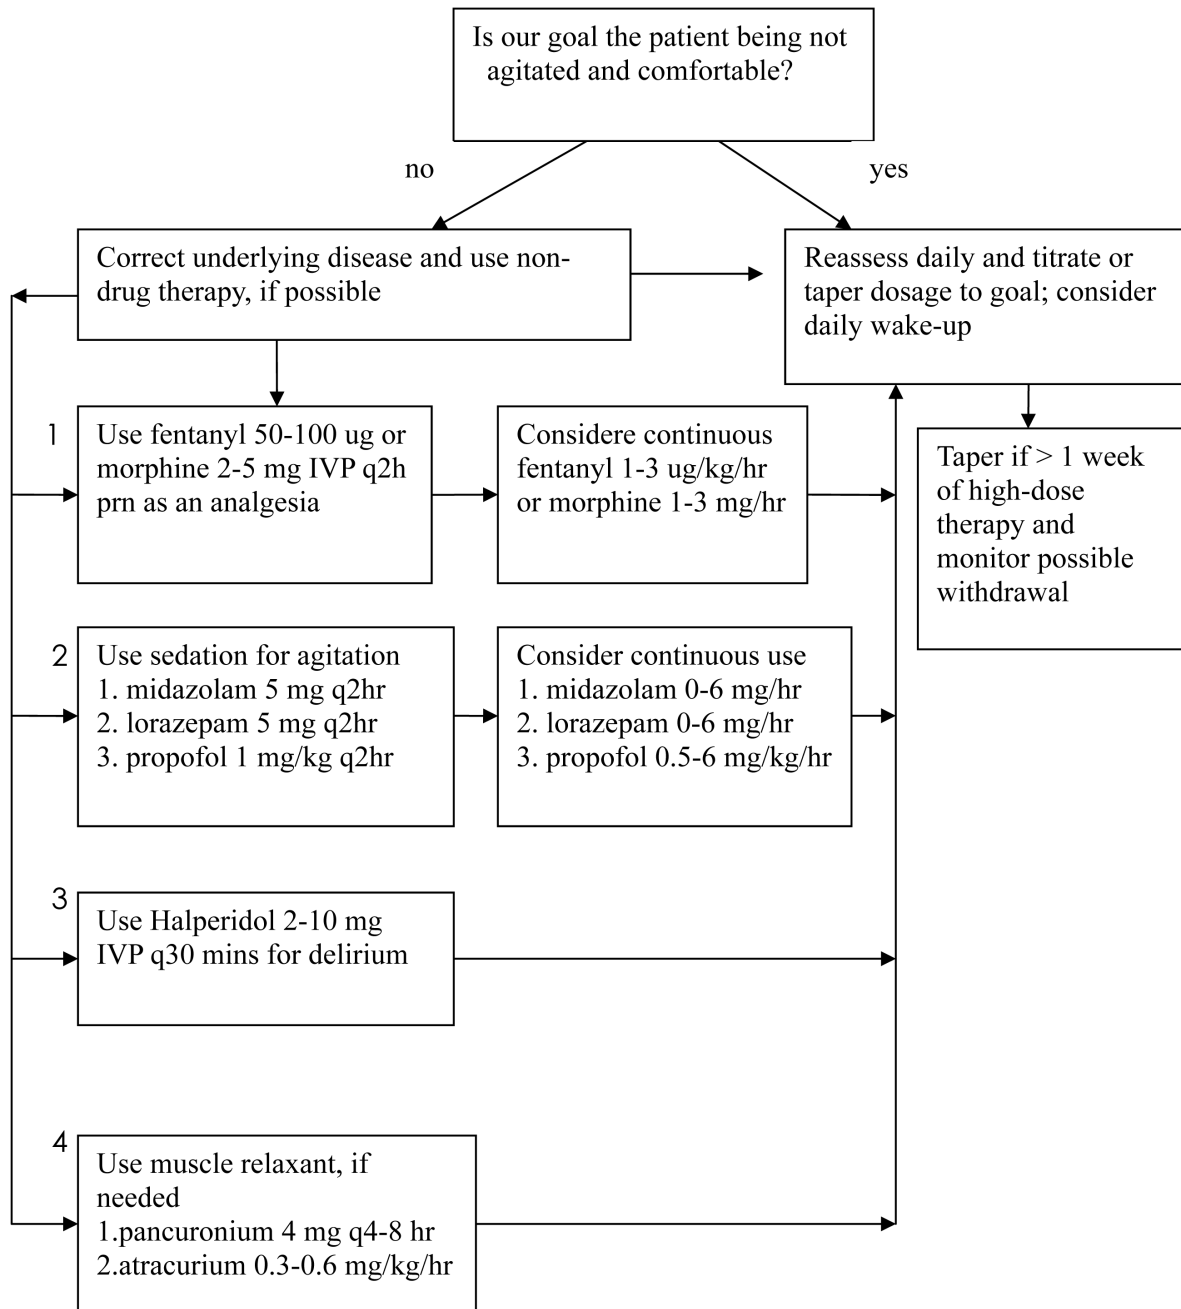 Is our goal the patient being not
agitated and comfortable?
no
yes
Correct underlying disease and use non-
drug therapy, if possible
Reassess daily and titrate or
taper dosage to goal; consider
daily wake-up
1
Use fentanyl 50-100 ug or
morphine 2-5 mg IVP q2h
prn as an analgesia
Considere continuous
fentanyl 1-3 ug/kg/hr
or morphine 1-3 mg/hr
Taper if > 1 week
of high-dose
therapy and
monitor possible
withdrawal
2
Use sedation for agitation
1. midazolam 5 mg q2hr
2. lorazepam 5 mg q2hr
3. propofol 1 mg/kg q2hr
Consider continuous use
1. midazolam 0-6 mg/hr
2. lorazepam 0-6 mg/hr
3. propofol 0.5-6 mg/kg/hr
3
Use Halperidol 2-10 mg
IVP q30 mins for delirium
4
Use muscle relaxant, if
needed
1.pancuronium 4 mg q4-8 hr
2.atracurium 0.3-0.6 mg/kg/hr